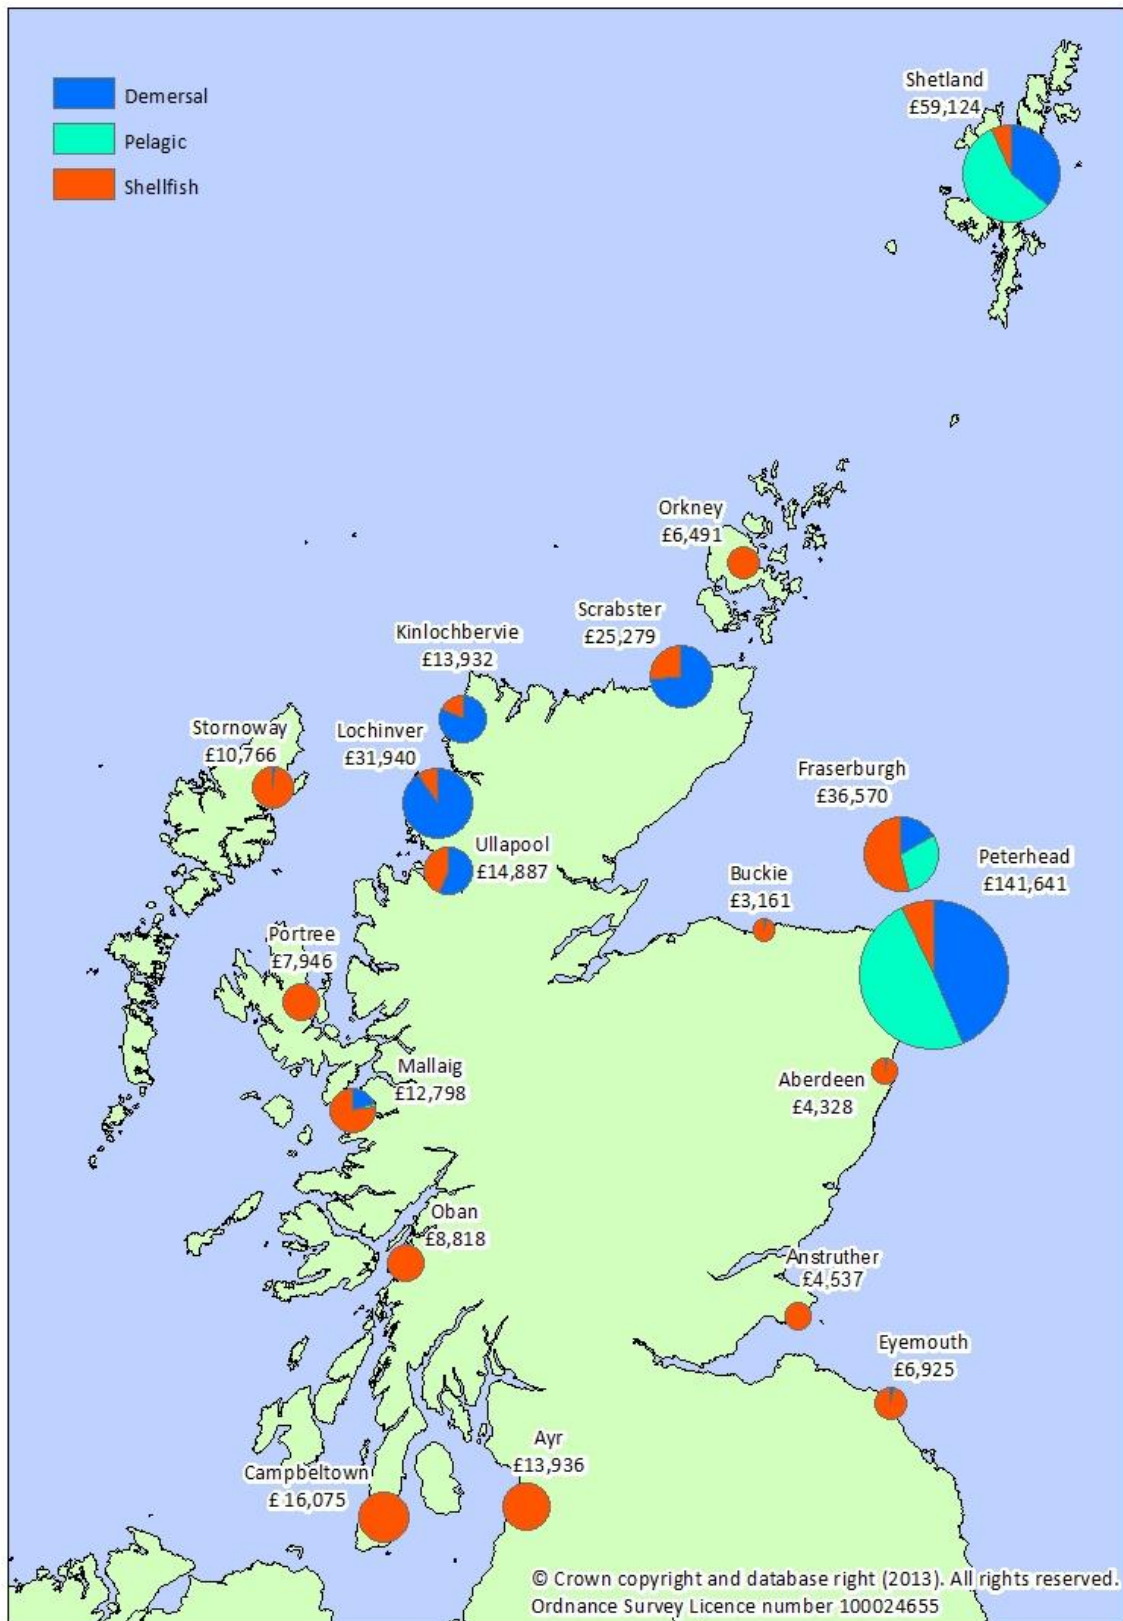 Demersal
Pelagic
Shellfish
Shetland
£59,124
Orkney
£6,491
Scrabster
£25,279
Kinlochbervie
£13,932
Stornoway
£10,766
Lochinver
£31,940
Fraserburgh
£36,570
Ullapool
£14,887
Peterhead
£141,641
Buckie
£3,161
Portree
£7,946
Mallaig
£12,798
Aberdeen
£4,328
Oban
£8,818
Anstruther
£4,537
Eyemouth
£6,925
Ayr
£13,936
Campbeltown
£ 16,075
© Crown copyright and database right (2013). All rights reserved.
Ordnance Survey Licence number 100024655